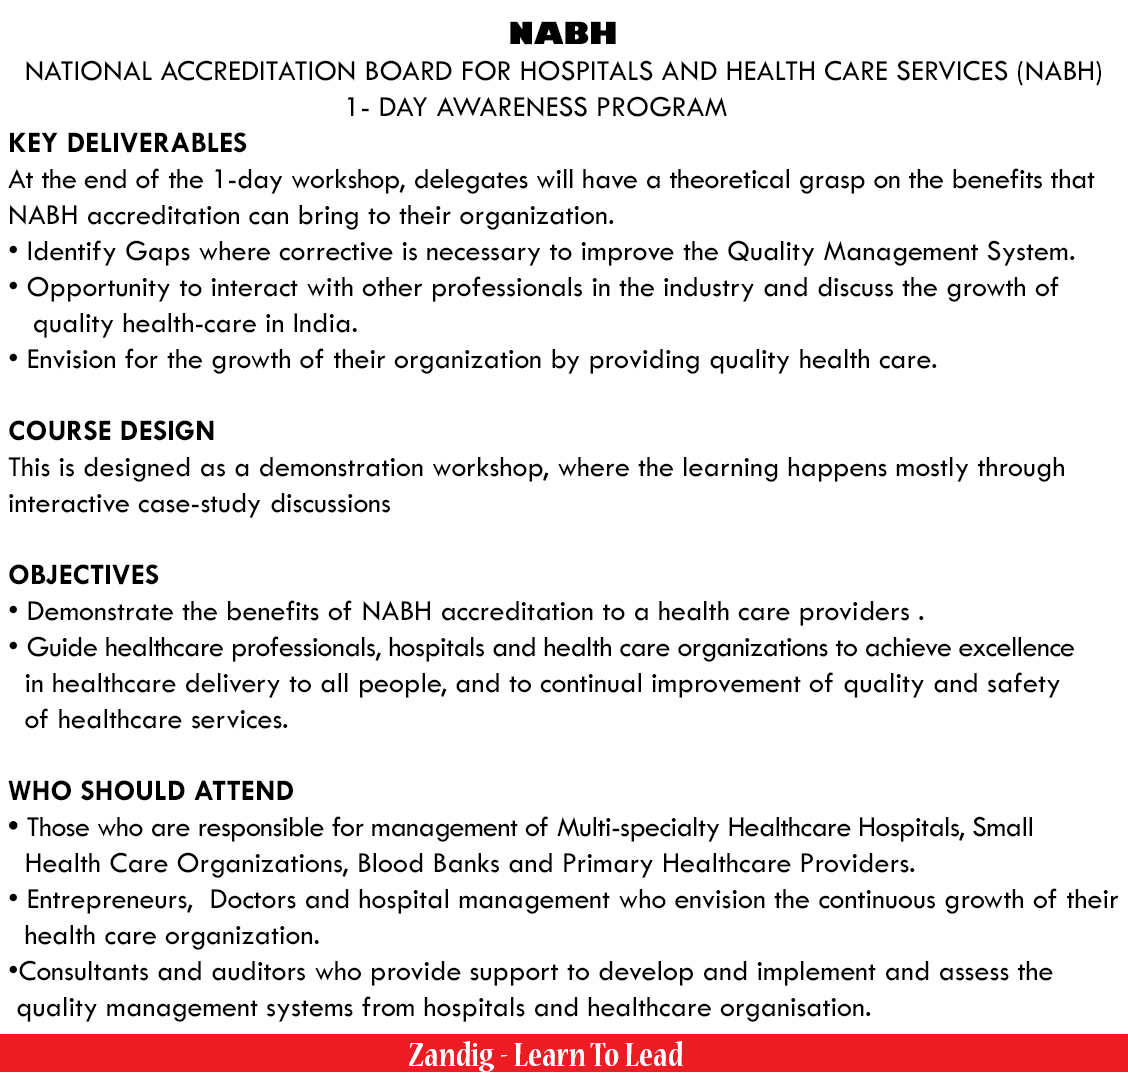 NABH
NATIONAL ACCREDITATION BOARD FOR HOSPITALS AND HEALTH CARE SERVICES (NABH)
1- DAY AWARENESS PROGRAM
KEY DELIVERABLES
At the end of the 1-day workshop, delegates will have a theoretical grasp on the benefits that
NABH accreditation can bring to their organization.
• Identify Gaps where corrective is necessary to improve the Quality Management System.
• Opportunity to interact with other professionals in the industry and discuss the growth of
quality health-care in India.
• Envision for the growth of their organization by providing quality health care.
COURSE DESIGN
This is designed as a demonstration workshop, where the learning happens mostly through
interactive case-study discussions
OBJECTIVES
• Demonstrate the benefits of NABH accreditation to a health care providers .
• Guide healthcare professionals, hospitals and health care organizations to achieve excellence
in healthcare delivery to all people, and to continual improvement of quality and safety
of healthcare services.
WHO SHOULD ATTEND
• Those who are responsible for management of Multi-specialty Healthcare Hospitals, Small
Health Care Organizations, Blood Banks and Primary Healthcare Providers.
• Entrepreneurs,  Doctors and hospital management who envision the continuous growth of their
health care organization.
•Consultants and auditors who provide support to develop and implement and assess the
quality management systems from hospitals and healthcare organisation.
Zandig - Learn To Lead